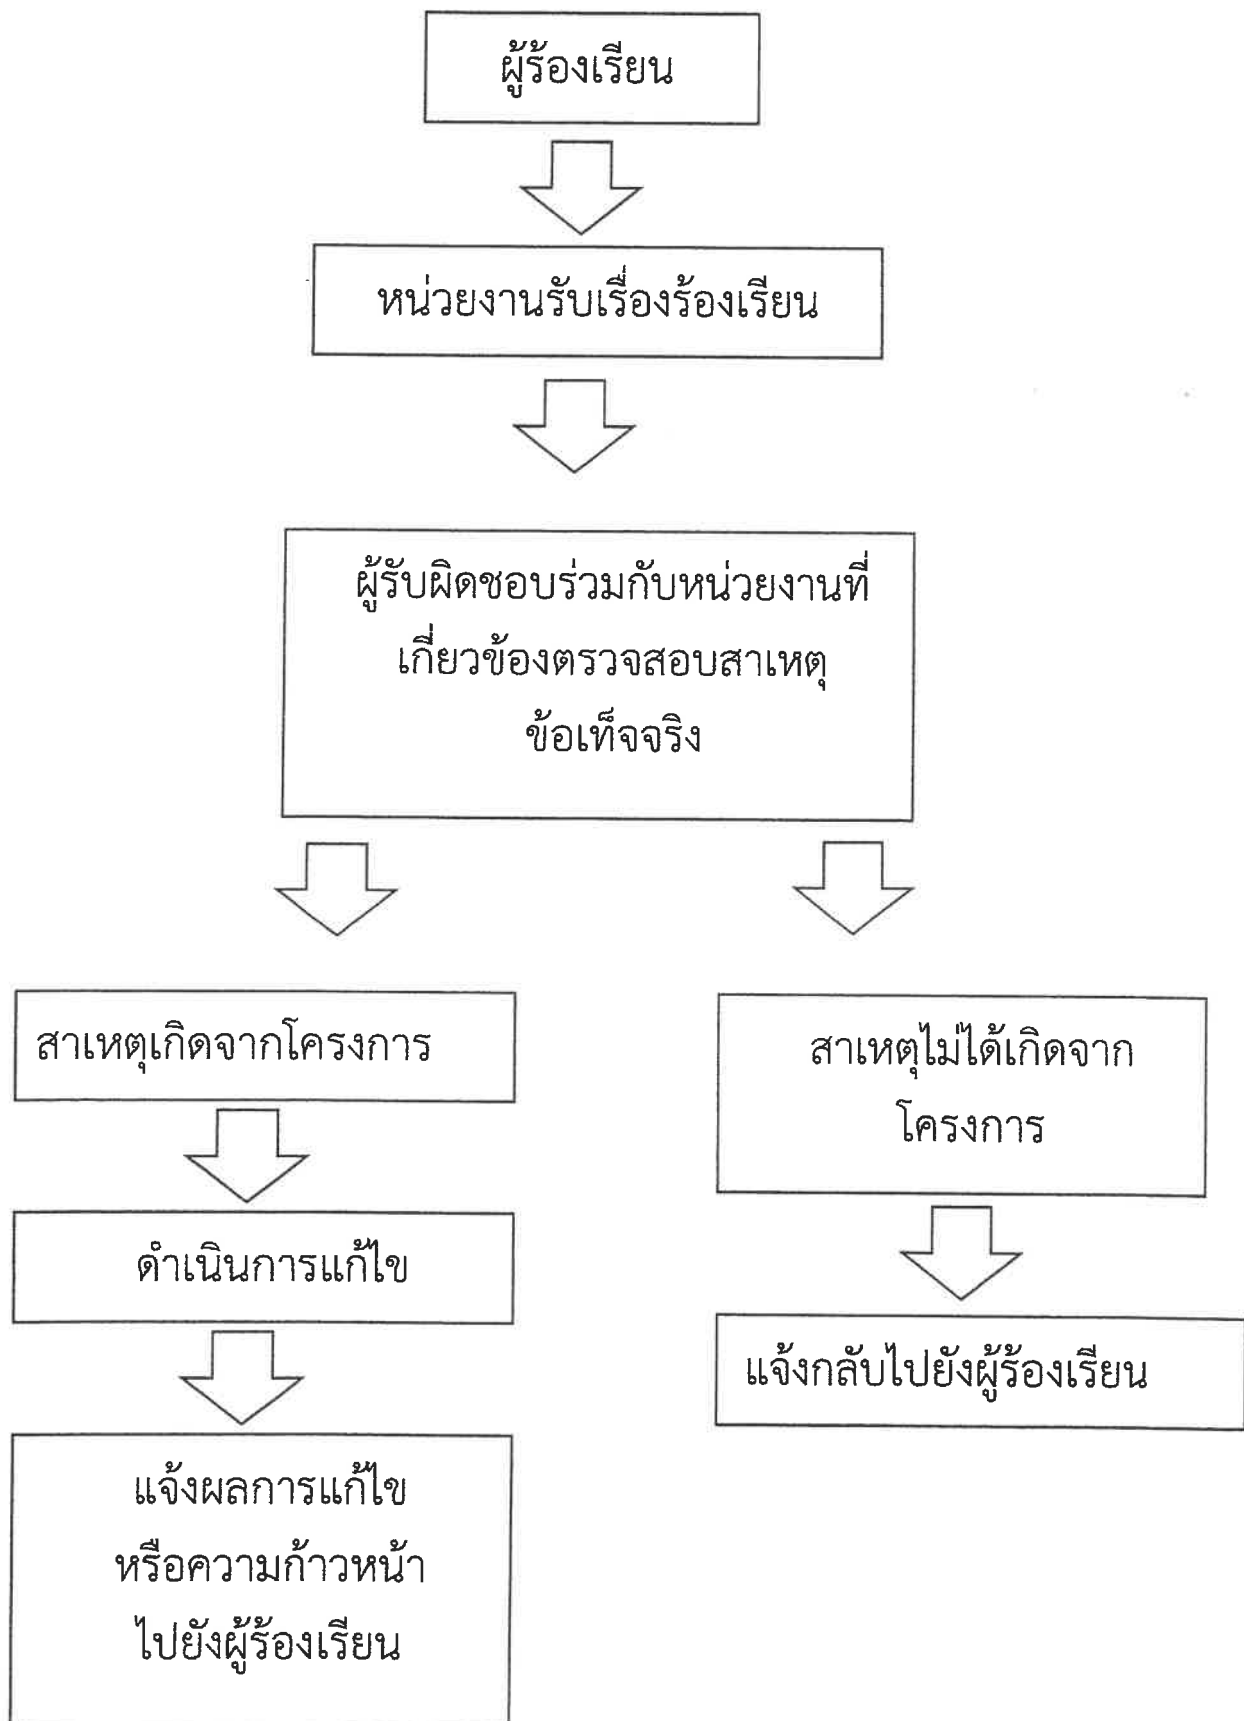 ผู้ร้องเรียน
หน่วยงานรับเรื่องร้องเรียน
ผู้รับผิดชอบร่วมกับหน่วยงานที่
เกี่ยวข้องตรวจสอบสาเหตุ
ข้อเท็จจริง
สาเหตุเกิดจากโครงการ
ดำเนินการแก้ไข
แจ้งผลการแก้ไข
หรือความก้าวหน้า
ไปยังผู้ร้องเรียน
สาเหตุไม่ได้เกิดจาก
โครงการ
แจ้งกลับไปยังผู้ร้องเรียน